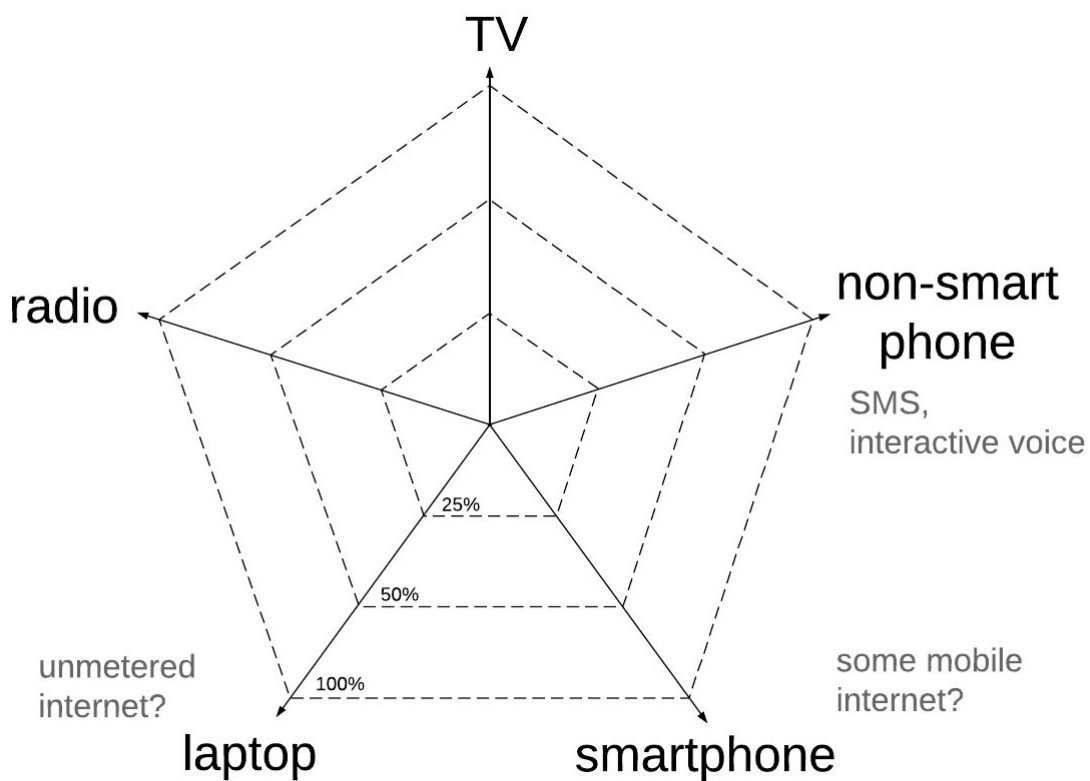 TV
radio
non-smart
phone
SMS,
interactive voice
25%
50%
100%
unmetered
internet?
some mobile
internet?
laptop
smartphone